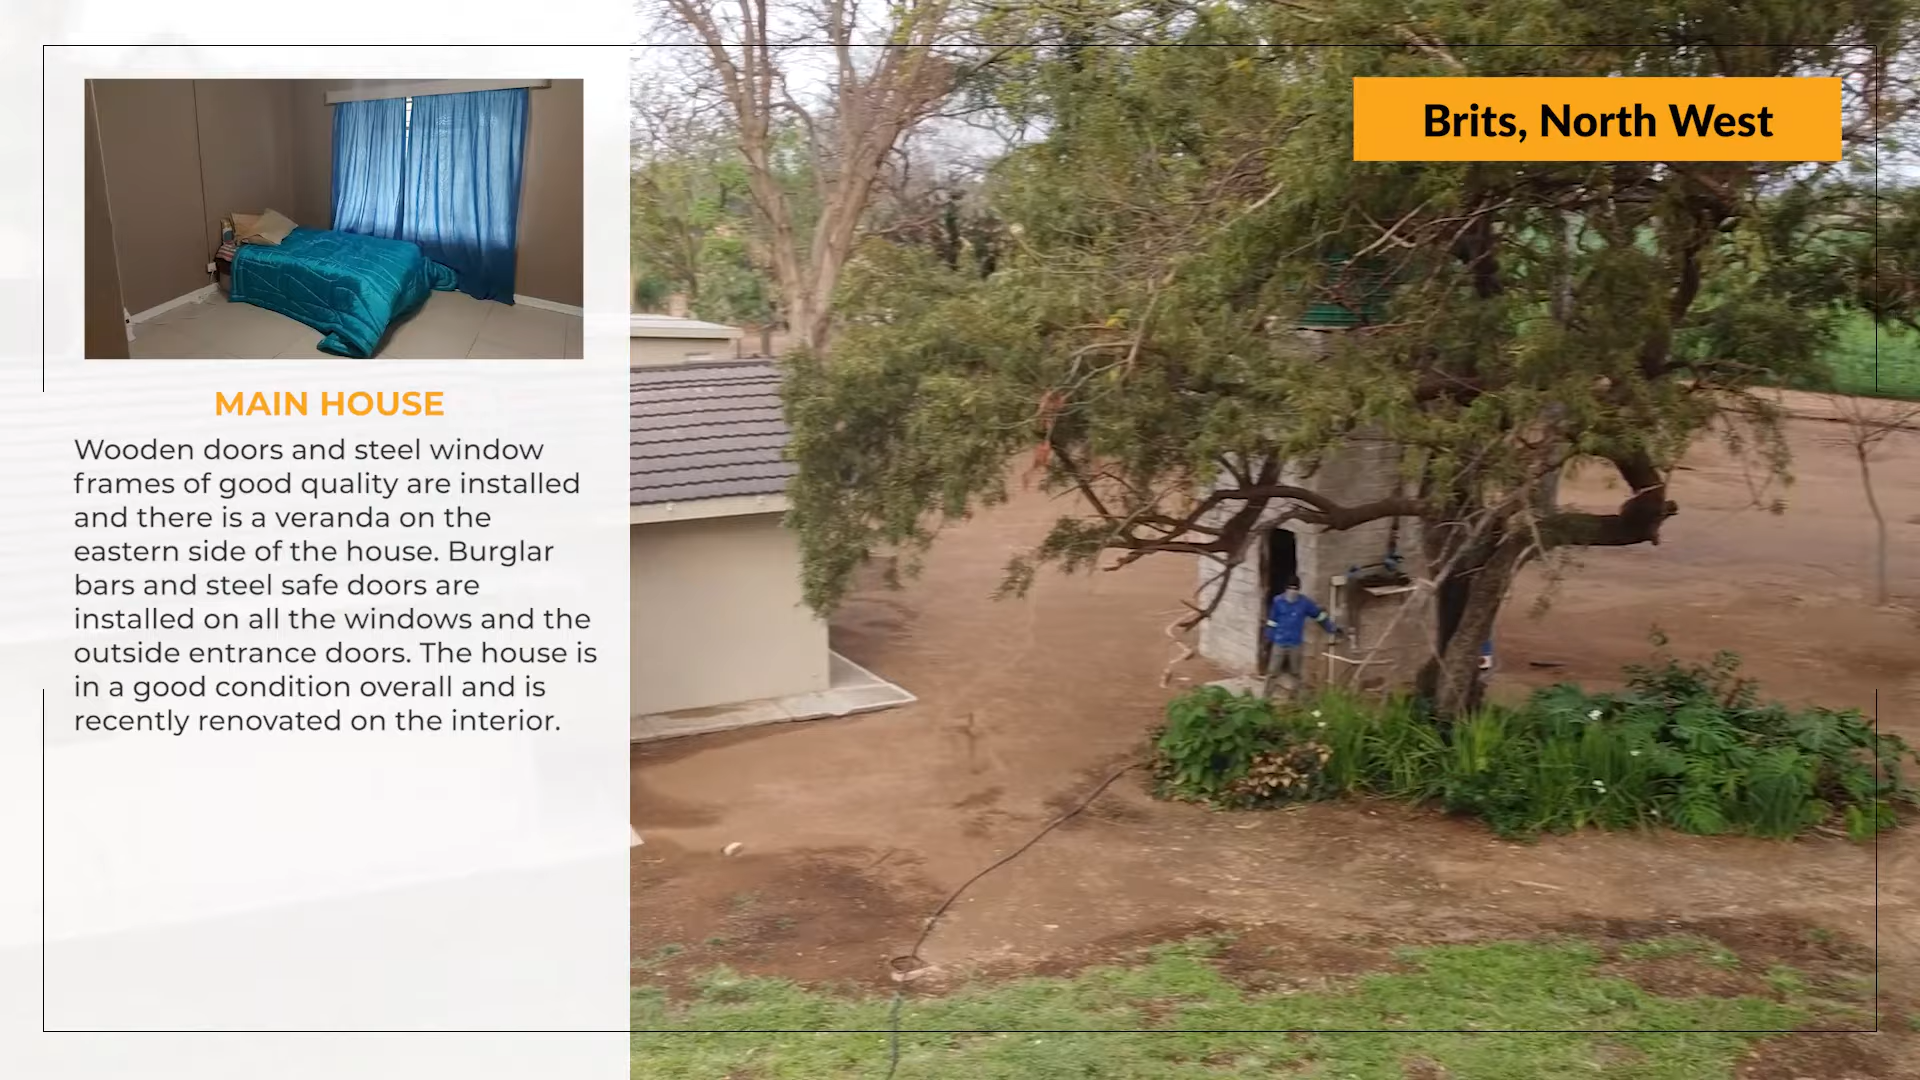 Brits, North West
MAIN HOUSE
Wooden doors and steel window
frames of good quality are installed
and there is a veranda on the
eastern side of the house. Burglar
bars and steel safe doors are
installed on all the windows and the
outside entrance doors. The house is
in a good condition overall and is
recently renovated on the interior.